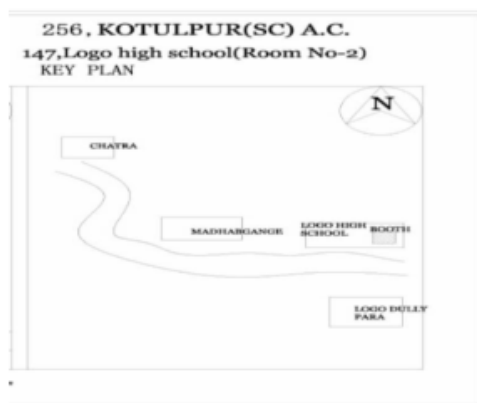 256, KOTULPUR(SC) A.C.
147,Logo high school(Room No-2)
KEY PLAN
N
CHATRA
MADHABGANGE
LOGO HIGH
SCHOOL
BOOTH
LOGO DULLY
PARA